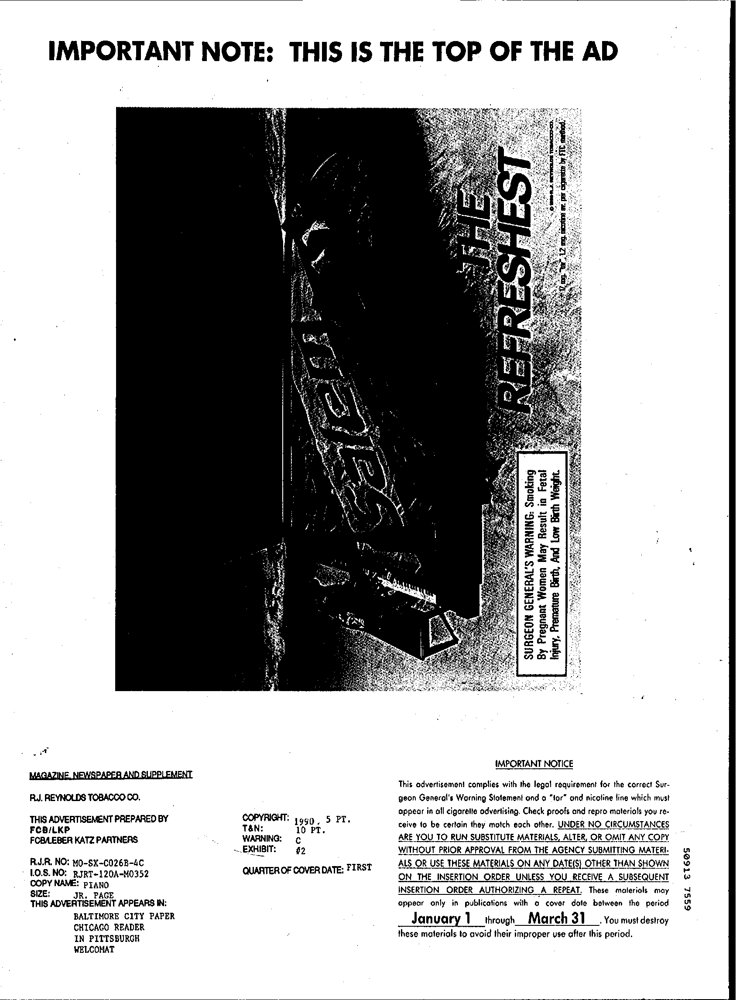 IMPORTANT NOTE: THIS IS THE TOP OF THE AD
Salem
THE
REFRESHEST
SURGEON GENERAL'S WARNING: Smoking
By Pregnant Women May Result in Fetal
Injury, Premature Birth, And Low Birth Weight.
17 mg. "tar", 1.2 mg. nicotine av. per cigarette by FTC method.
MAGAZINE, NEWSPAPER AND SUPPLEMENT
R.J. REYNOLDS TOBACCO CO.
THIS ADVERTISEMENT PREPARED BY
FCB/LKP
FCB/LEBER KATZ PARTNERS
R.J.R. NO: MO-SX-C026B-4C
I.O.S. NO: RJRT-120A-M0352
COPY NAME: PIANO
SIZE: JR. PAGE
THIS ADVERTISEMENT APPEARS IN:
BALTIMORE CITY PAPER
CHICAGO READER
IN PITTSBURGH
WELCOMAT
COPYRIGHT: 1990, 5 PT.
T&N: 10 PT.
WARNING: C
EXHIBIT: #2
QUARTER OF COVER DATE: FIRST
IMPORTANT NOTICE
This advertisement complies with the legal requirement for the correct Sur-
geon General's Warning Statement and a "tar" and nicotine line which must
appear in all cigarette advertising. Check proofs and repro materials you re-
ceive to be certain they match each other. UNDER NO CIRCUMSTANCES
ARE YOU TO RUN SUBSTITUTE MATERIALS, ALTER, OR OMIT ANY COPY
WITHOUT PRIOR APPROVAL FROM THE AGENCY SUBMITTING MATERI-
ALS OR USE THESE MATERIALS ON ANY DATE(S) OTHER THAN SHOWN
ON THE INSERTION ORDER UNLESS YOU RECEIVE A SUBSEQUENT
INSERTION ORDER AUTHORIZING A REPEAT. These materials may
appear only in publications with a cover date between the period
January 1 through March 31. You must destroy
these materials to avoid their improper use after this period.
50913 7559